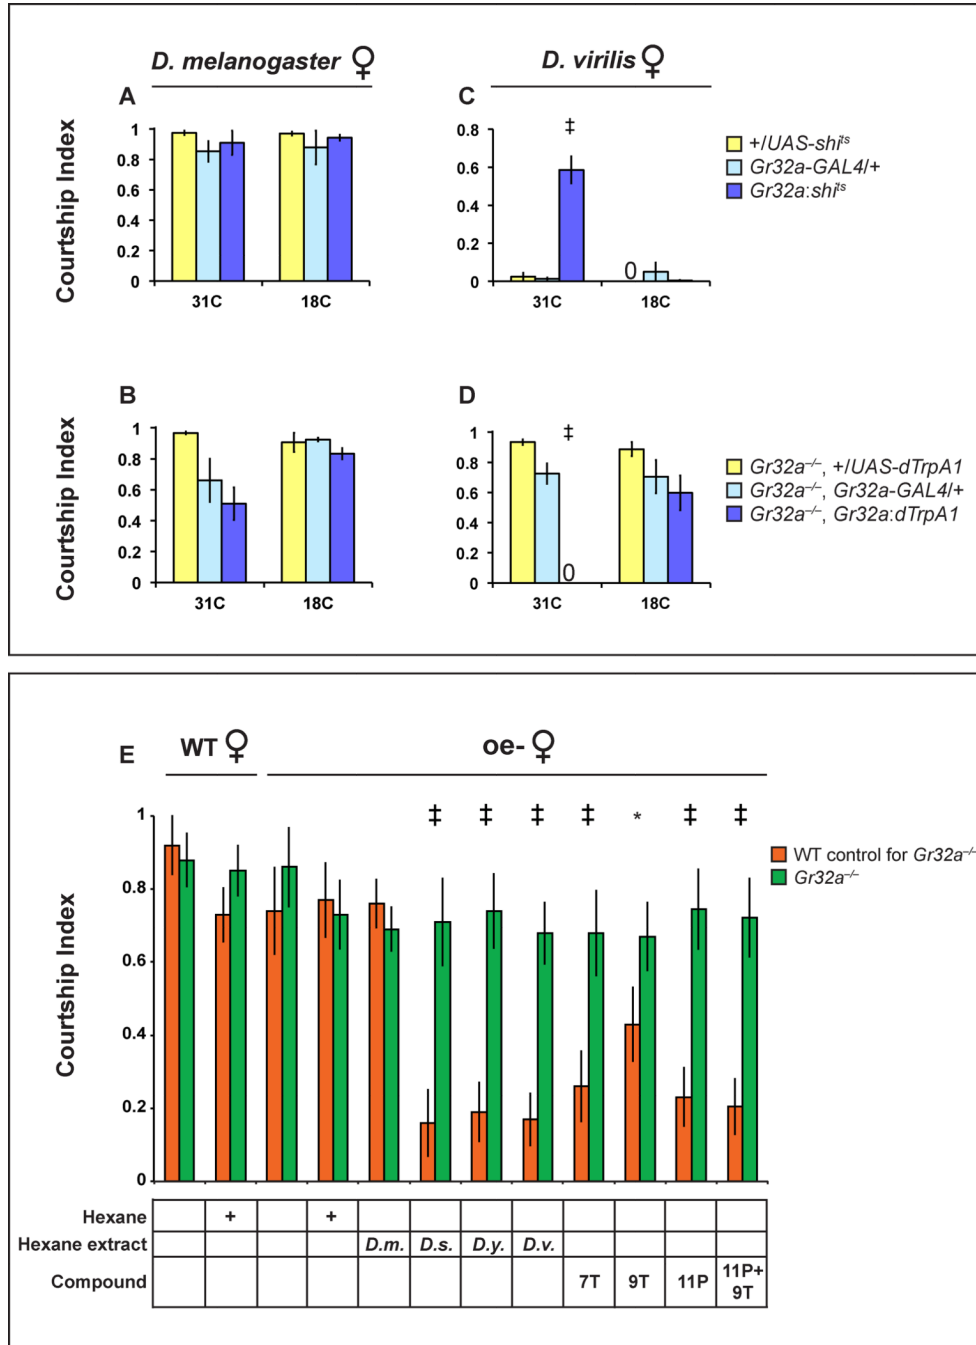 D. melanogaster ♀
D. virilis ♀
A
Courtship Index
1
0.8
0.6
0.4
0.2
0
31C
18C
C
0.8
0.6
0.4
0.2
0
‡
0
31C
18C
+/UAS-shiᵗˢ
Gr32a-GAL4/+
Gr32a:shiᵗˢ
B
Courtship Index
1
0.8
0.6
0.4
0.2
0
31C
18C
D
1
0.8
0.6
0.4
0.2
0
‡
0
31C
18C
Gr32a⁻/⁻, +/UAS-dTrpA1
Gr32a⁻/⁻, Gr32a-GAL4/+
Gr32a⁻/⁻, Gr32a:dTrpA1
E
WT ♀
oe- ♀
Courtship Index
1
0.8
0.6
0.4
0.2
0
‡ ‡ ‡ ‡ * ‡ ‡
WT control for Gr32a⁻/⁻
Gr32a⁻/⁻
Hexane + +
Hexane extract D.m. D.s. D.y. D.v.
Compound 7T 9T 11P 11P+
9T